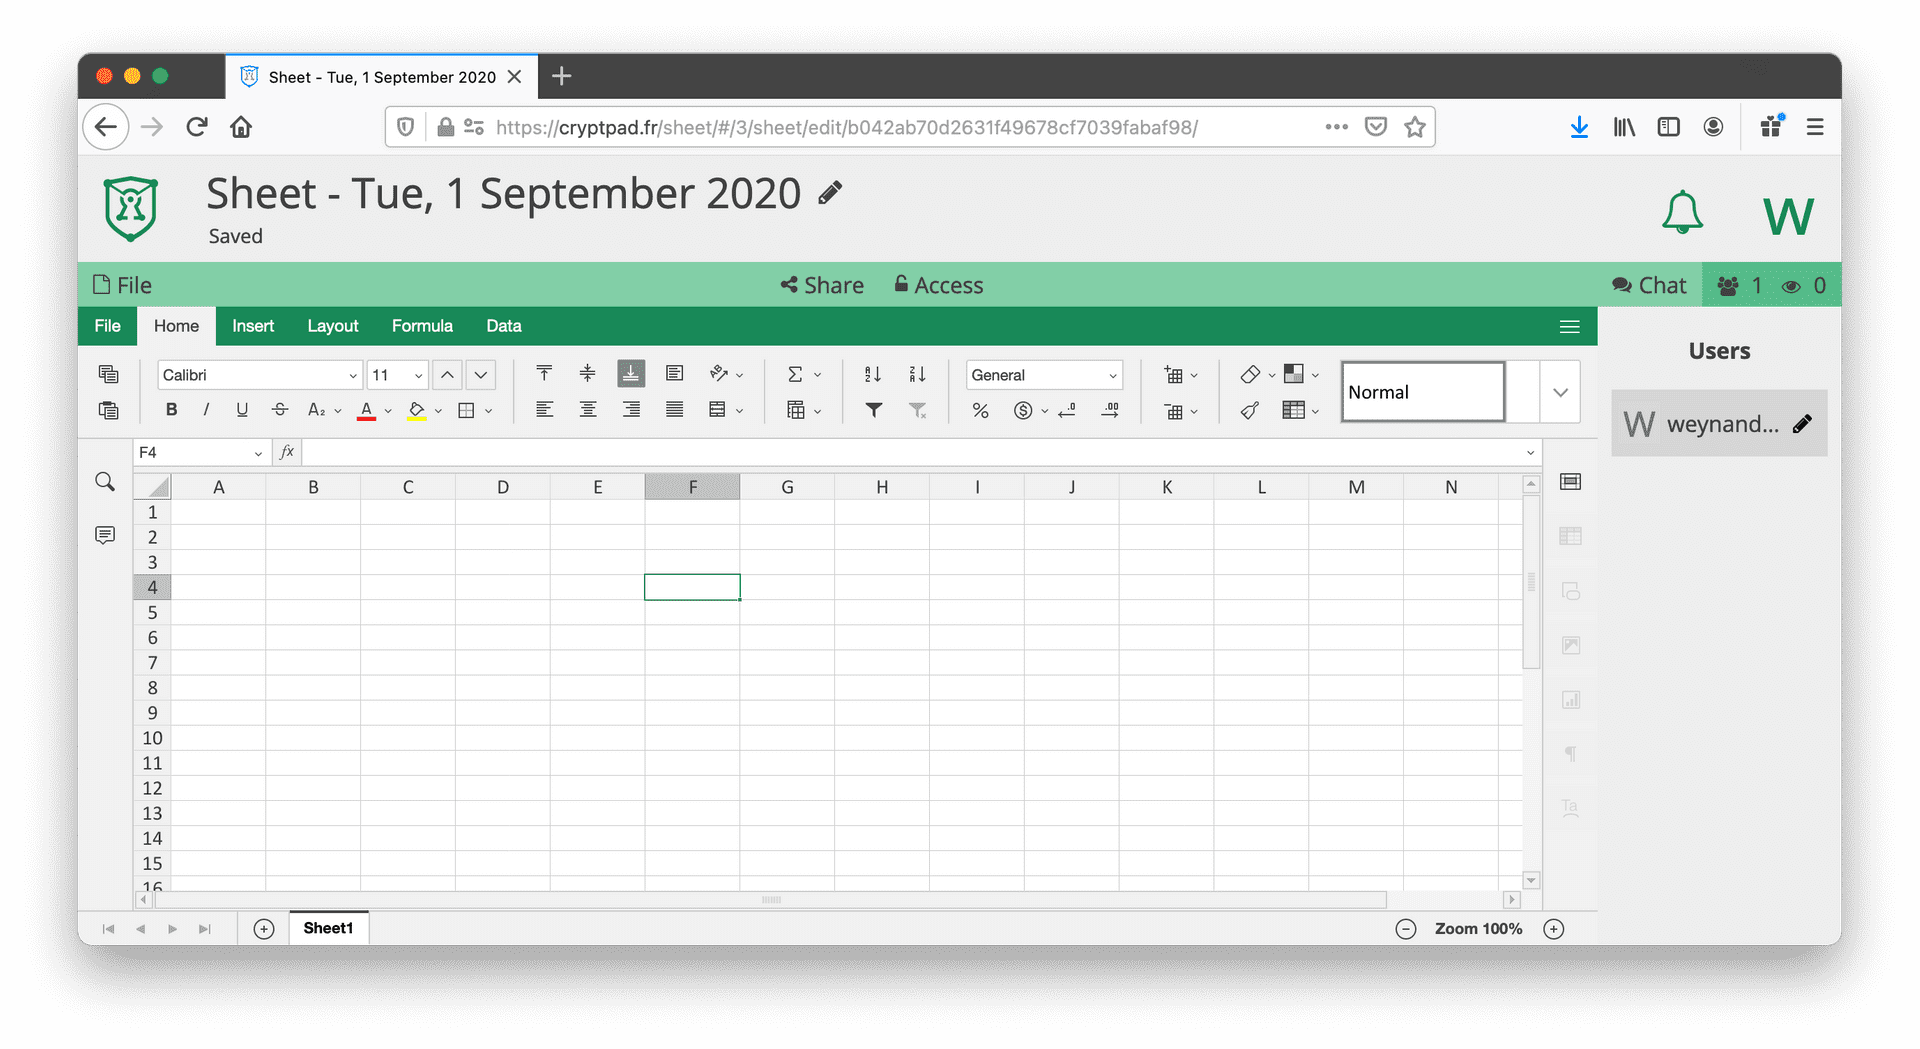 Sheet - Tue, 1 September 2020
https://cryptpad.fr/sheet/#/3/sheet/edit/b042ab70d2631f49678cf7039fabaf98/
Sheet - Tue, 1 September 2020
W
Saved
File Share Access Chat 1 0
File Home Insert Layout Formula Data
Users
Calibri 11 General
Normal
W weynand...
F4 fx
A B C D E F G H I J K L M N
1
2
3
4
5
6
7
8
9
10
11
12
13
14
15
16
Sheet1 Zoom 100%